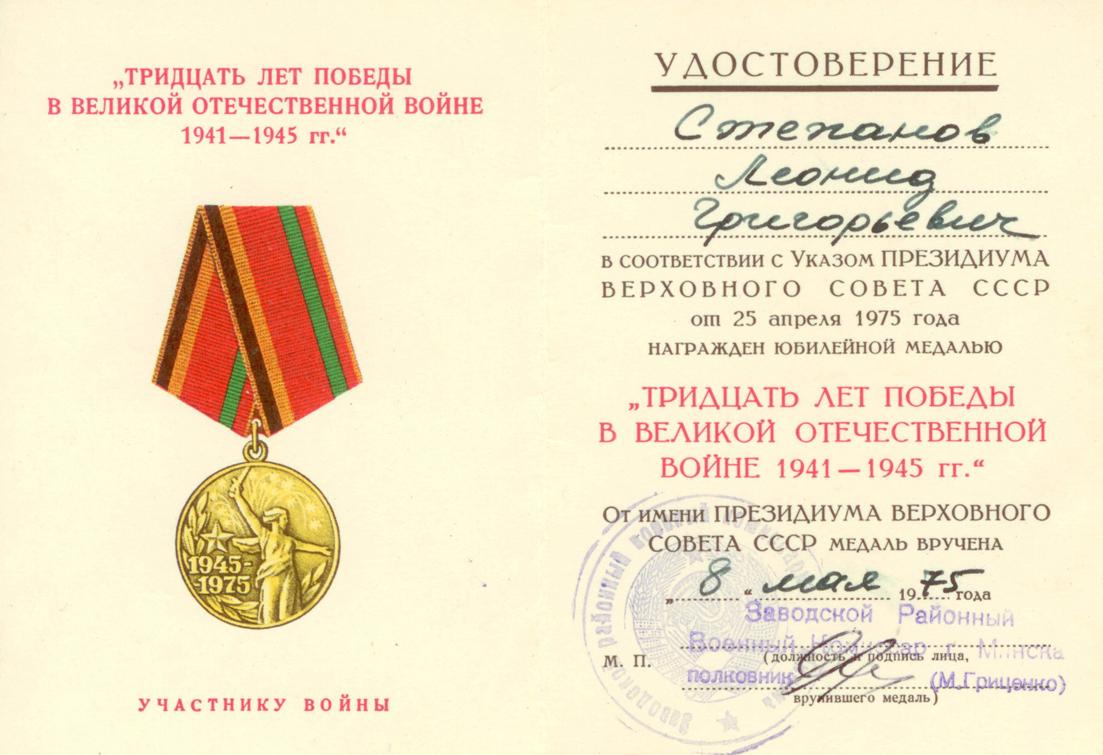 „ТРИДЦАТЬ ЛЕТ ПОБЕДЫ
В ВЕЛИКОЙ ОТЕЧЕСТВЕННОЙ ВОЙНЕ
1941—1945 гг.“
1945-
-1975
УЧАСТНИКУ ВОЙНЫ
УДОСТОВЕРЕНИЕ
Степанов
Леонид
Григорьевич
в соответствии с Указом ПРЕЗИДИУМА
ВЕРХОВНОГО СОВЕТА СССР
от 25 апреля 1975 года
НАГРАЖДЕН ЮБИЛЕЙНОЙ МЕДАЛЬЮ
„ТРИДЦАТЬ ЛЕТ ПОБЕДЫ
В ВЕЛИКОЙ ОТЕЧЕСТВЕННОЙ
ВОЙНЕ 1941—1945 гг.“
От имени ПРЕЗИДИУМА ВЕРХОВНОГО
СОВЕТА СССР МЕДАЛЬ ВРУЧЕНА
„8“ мая 1975 года
Заводской Районный
Военный Комиссар г. Минска
М. П. (должность и подпись лица,
полковник (М.Гриценко)
вручившего медаль)
районный военный